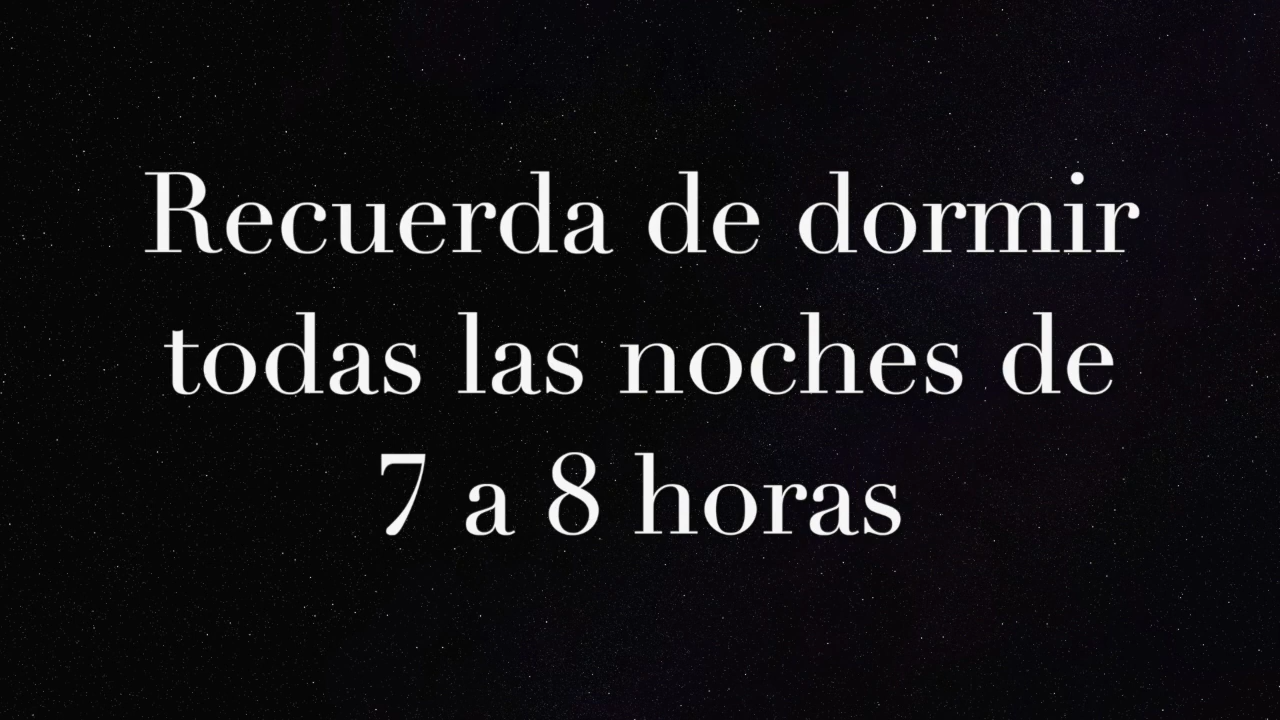 Recuerda de dormir
todas las noches de
7 a 8 horas